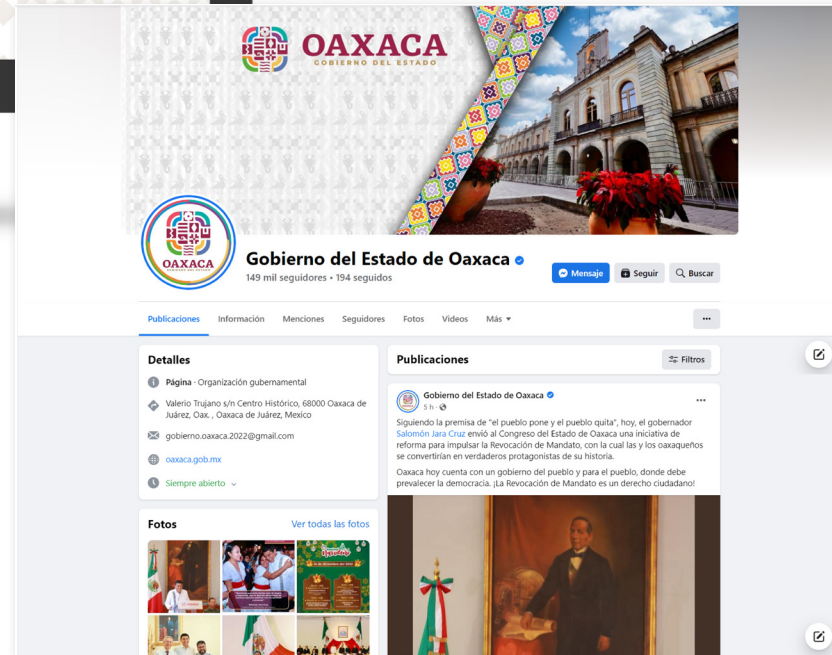 OAXACA
GOBIERNO DEL ESTADO
OAXACA
GOBIERNO DEL ESTADO
Gobierno del Estado de Oaxaca
149 mil seguidores • 194 seguidos
Mensaje
Seguir
Buscar
Publicaciones Información Menciones Seguidores Fotos Videos Más
Detalles
Página · Organización gubernamental
Valerio Trujano s/n Centro Histórico, 68000 Oaxaca de
Juárez, Oax. , Oaxaca de Juárez, Mexico
gobierno.oaxaca.2022@gmail.com
oaxaca.gob.mx
Siempre abierto
Fotos Ver todas las fotos
Publicaciones
Filtros
Gobierno del Estado de Oaxaca
5 h ·
Siguiendo la premisa de "el pueblo pone y el pueblo quita", hoy, el gobernador
Salomón Jara Cruz envió al Congreso del Estado de Oaxaca una iniciativa de
reforma para impulsar la Revocación de Mandato, con la cual las y los oaxaqueños
se convertirían en verdaderos protagonistas de su historia.
Oaxaca hoy cuenta con un gobierno del pueblo y para el pueblo, donde debe
prevalecer la democracia. ¡La Revocación de Mandato es un derecho ciudadano!